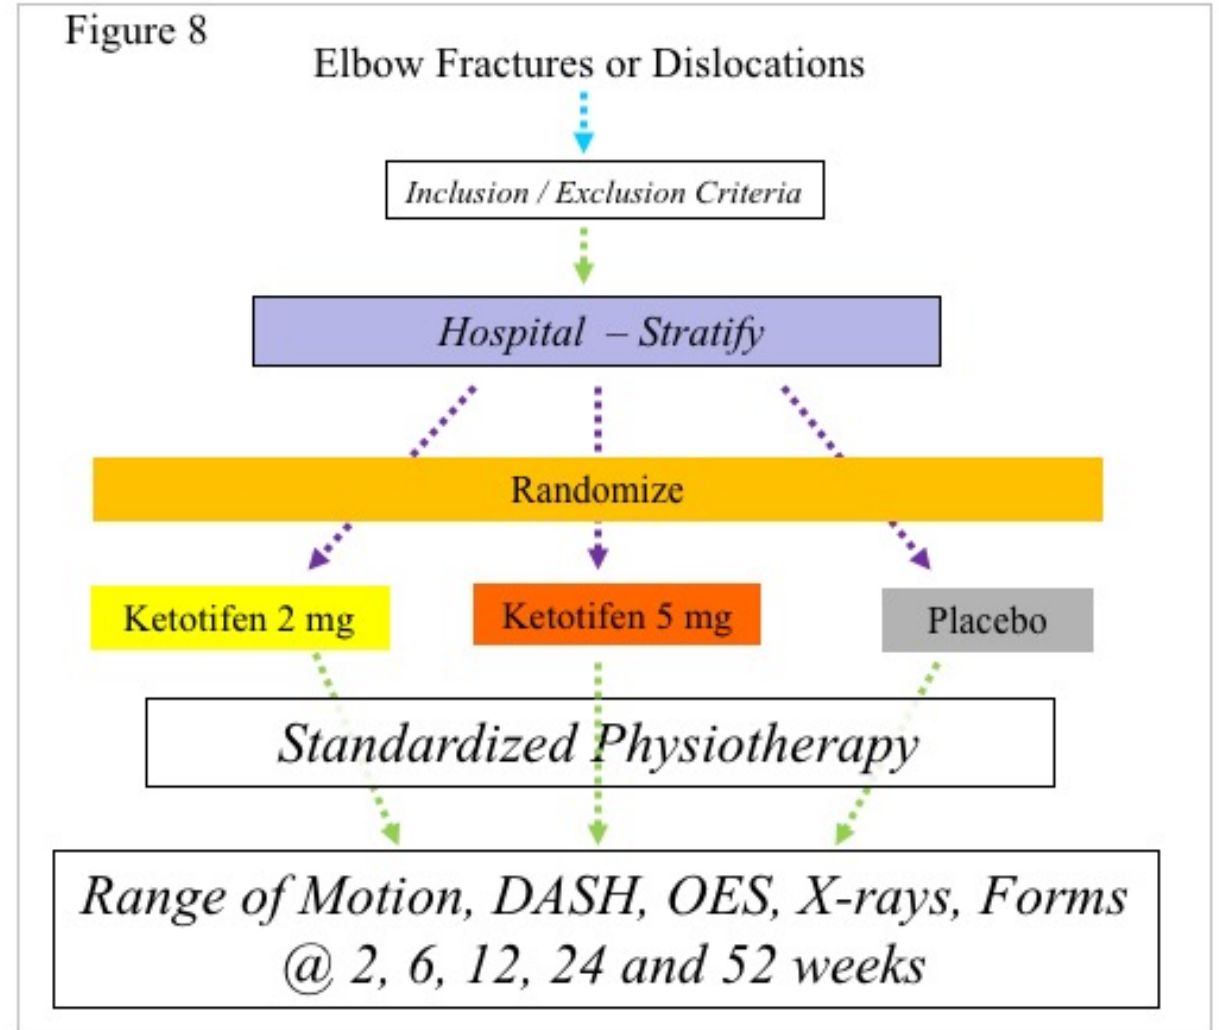 Figure 8
Elbow Fractures or Dislocations
Inclusion / Exclusion Criteria
Hospital – Stratify
Randomize
Ketotifen 2 mg
Ketotifen 5 mg
Placebo
Standardized Physiotherapy
Range of Motion, DASH, OES, X-rays, Forms
@ 2, 6, 12, 24 and 52 weeks